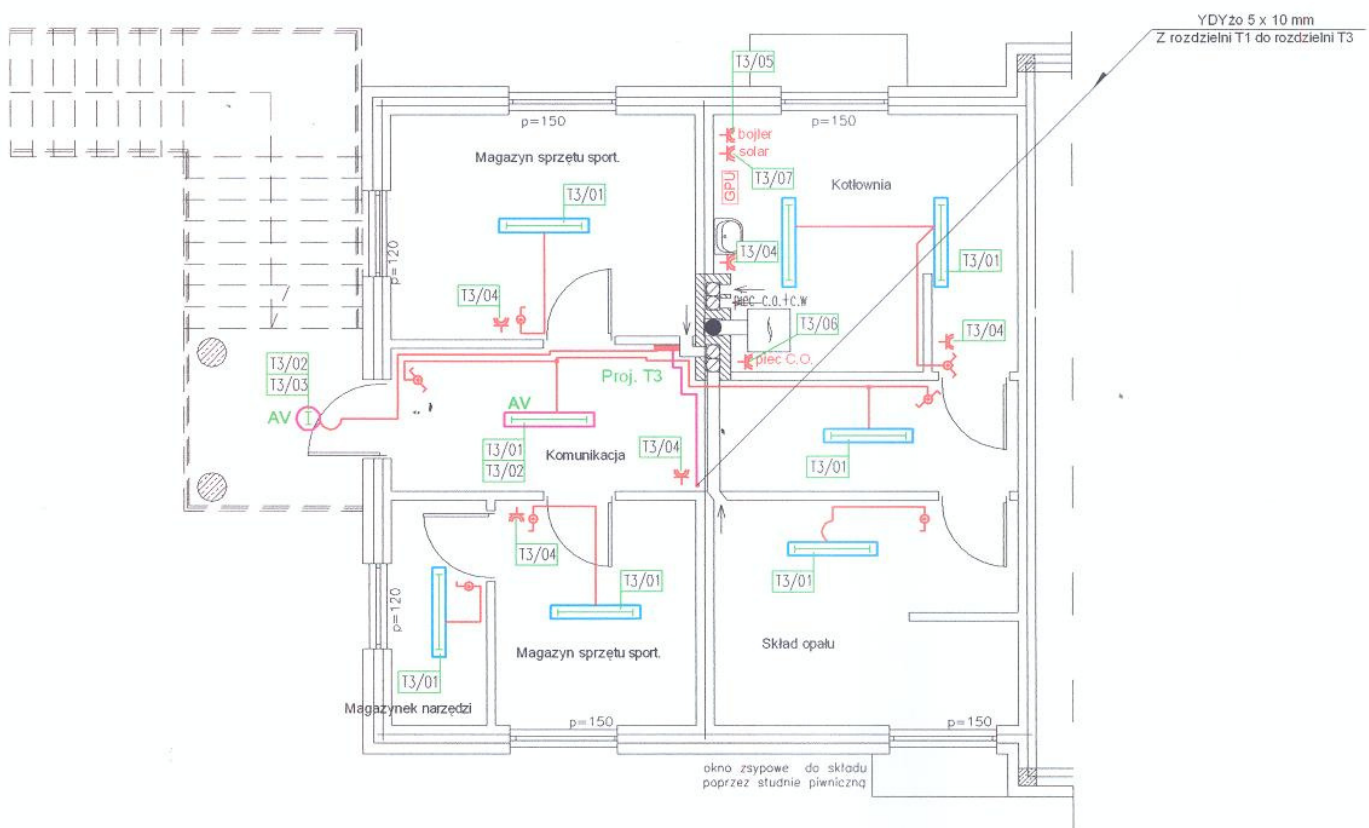 YDYżo 5 x 10 mm
Z rozdzielni T1 do rozdzielni T3
T3/05
p=150
p=150
bojler
solar
Magazyn sprzętu sport.
T3/07
Kotłownia
GPU
T3/01
p=120
T3/04
T3/01
T3/04
piec C.O.+C.W
T3/06
T3/04
piec C.O.
T3/02
T3/03
Proj. T3
AV
AV
T3/01
T3/02
Komunikacja
T3/04
T3/01
T3/04
T3/01
T3/01
p=120
Magazyn sprzętu sport.
Skład opału
T3/01
Magazynek narzędzi
p=150
p=150
okno zsypowe do składu
poprzez studnie piwniczną